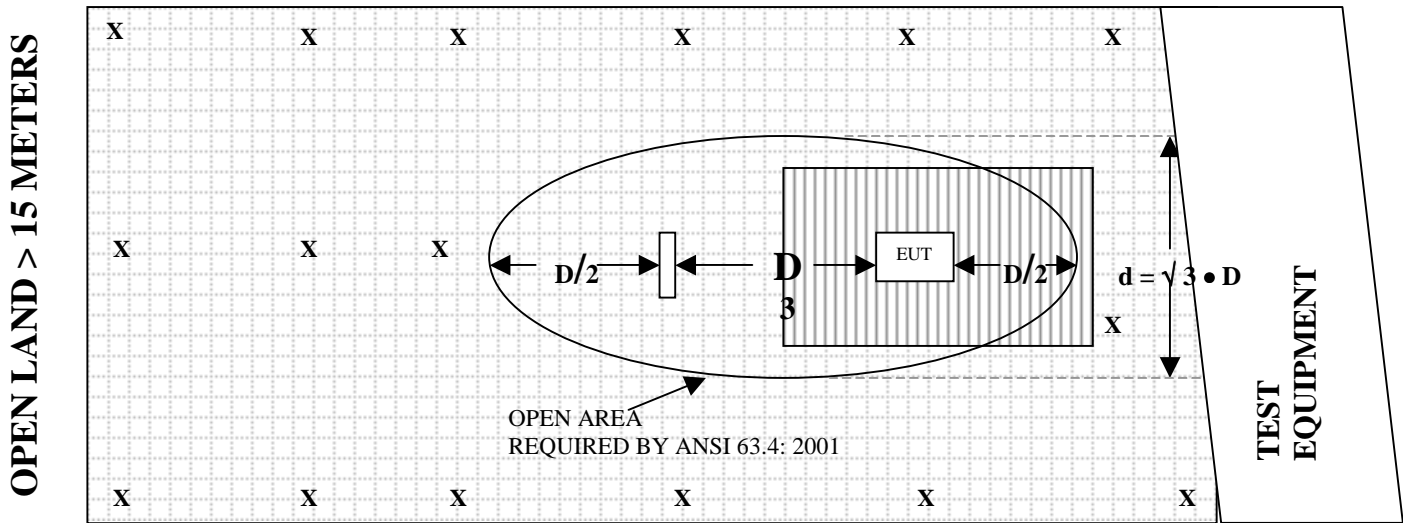 OPEN LAND > 15 METERS
X X X X X X
X X X
D/2
D
3
EUT
D/2
d = √ 3 • D
X
OPEN AREA
REQUIRED BY ANSI 63.4: 2001
X X X X X X
TEST
EQUIPMENT